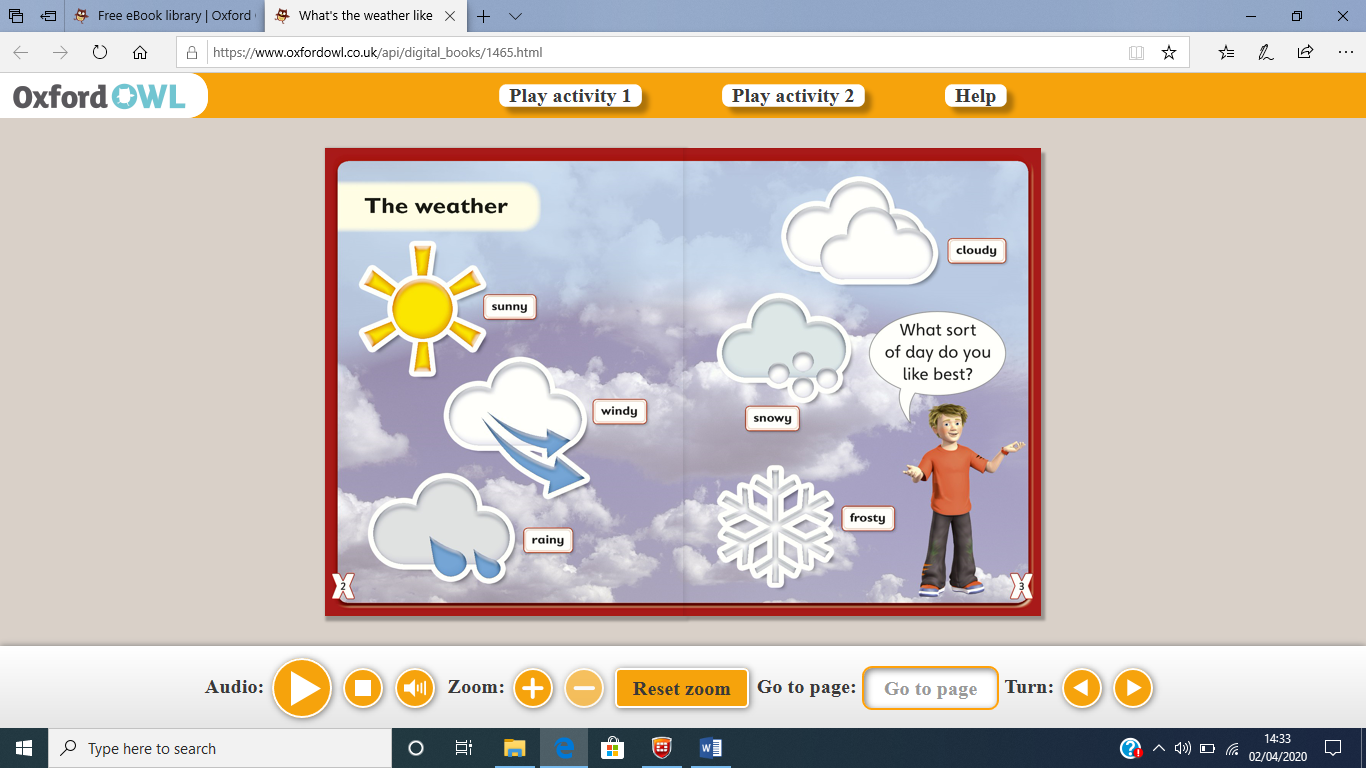 Free eBook library | Oxford
What's the weather like
https://www.oxfordowl.co.uk/api/digital_books/1465.html
Oxford OWL
Play activity 1
Play activity 2
Help
The weather
sunny
windy
rainy
2
cloudy
snowy
What sort
of day do you
like best?
frosty
3
Audio:
Zoom:
Reset zoom
Go to page:
Go to page
Turn:
Type here to search
14:33
02/04/2020